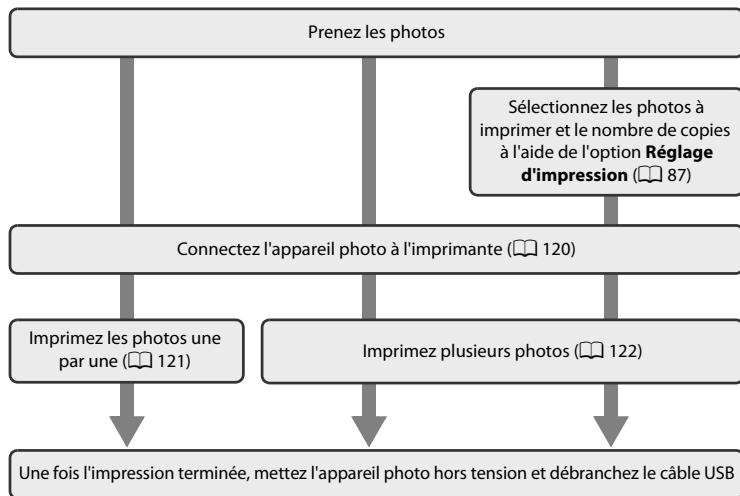 Prenez les photos
Sélectionnez les photos à
imprimer et le nombre de copies
à l'aide de l'option Réglage
d'impression (📖 87)
Connectez l'appareil photo à l'imprimante (📖 120)
Imprimez les photos une
par une (📖 121)
Imprimez plusieurs photos (📖 122)
Une fois l'impression terminée, mettez l'appareil photo hors tension et débranchez le câble USB